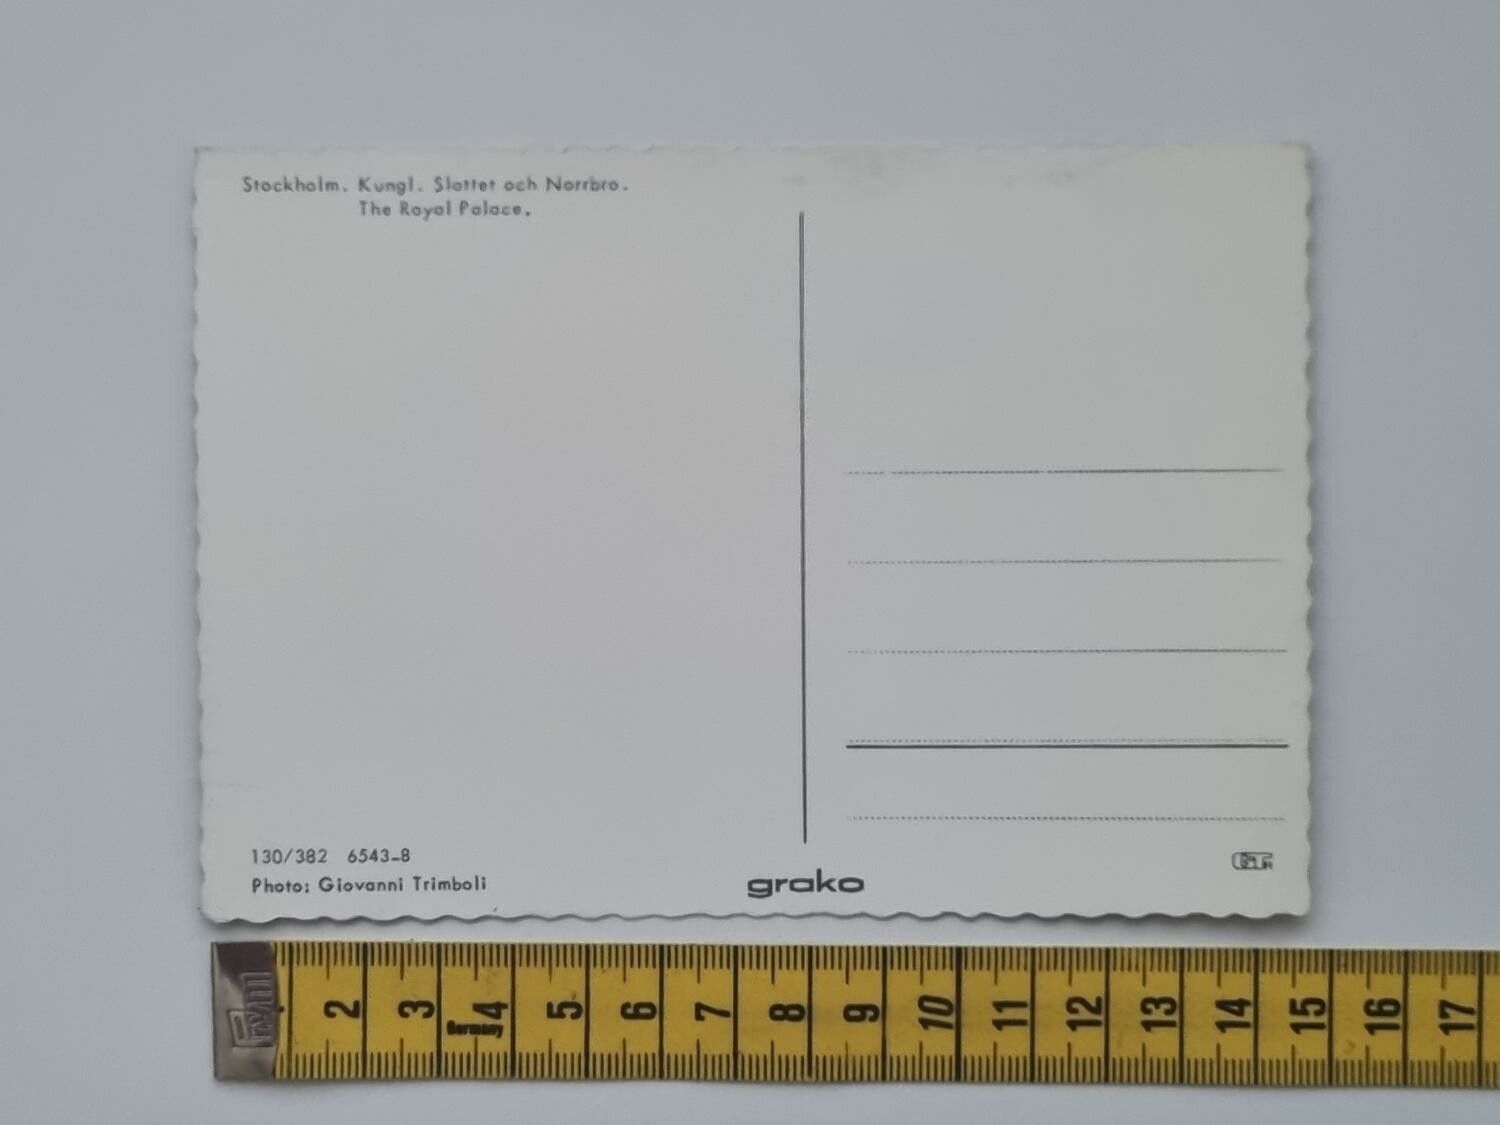 Stockholm. Kungl. Slottet och Norrbro.
The Royal Palace.
130/382 6543-8
Photo: Giovanni Trimboli
grako
2 3 4 5 6 7 8 9 10 11 12 13 14 15 16 17
Germany